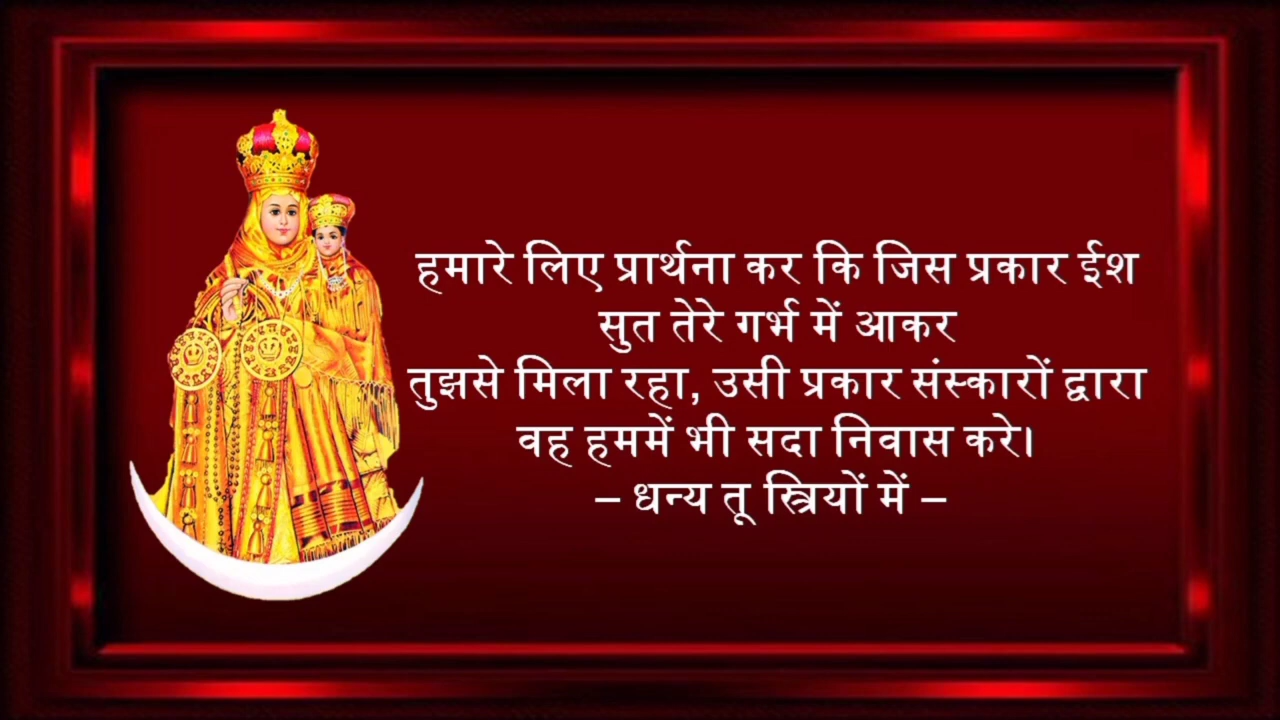 हमारे लिए प्रार्थना कर कि जिस प्रकार ईश
सुत तेरे गर्भ में आकर
तुझसे मिला रहा, उसी प्रकार संस्कारों द्वारा
वह हममें भी सदा निवास करे।
– धन्य तू स्त्रियों में –